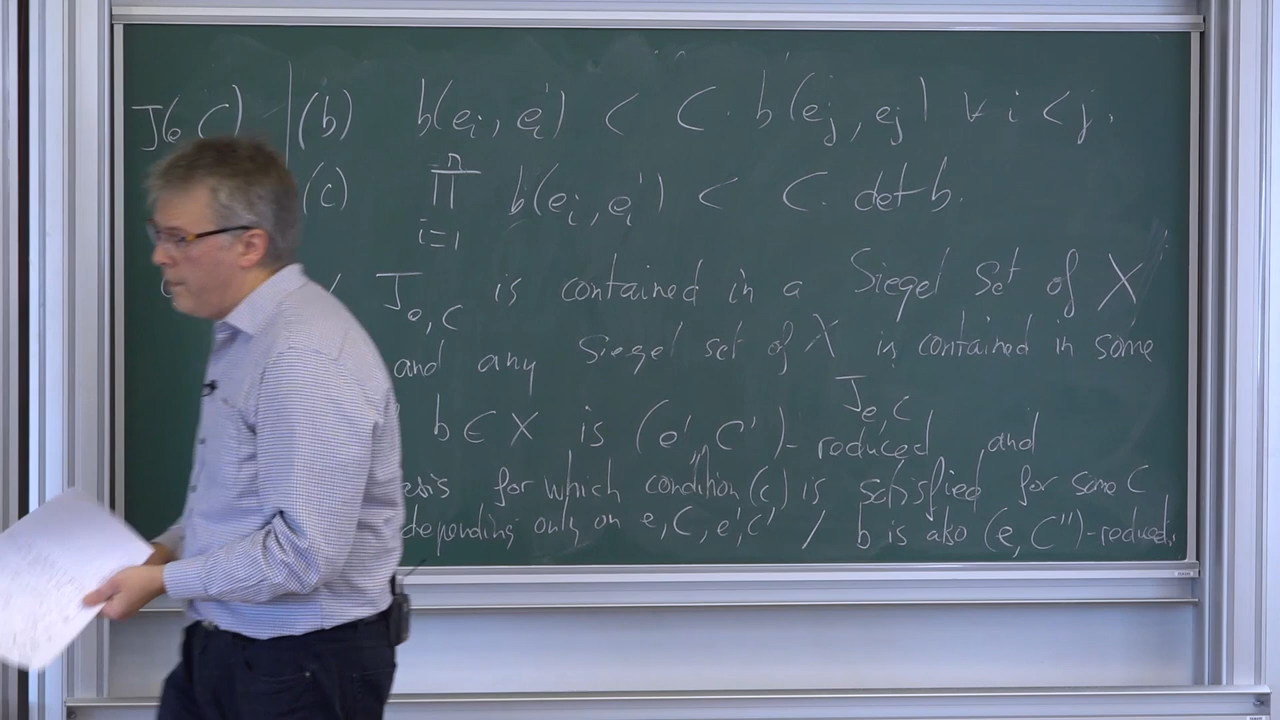 J(e, C) (b) b(eᵢ, eᵢ') < C · b(eⱼ, eⱼ) ∀ i < j.
(c) ∏ᵢ₌₁ⁿ b(eᵢ, eᵢ') < C · det b.
J_{e,C} is contained in a Siegel Set of X
and any Siegel set of X is contained in some
J_{e,C}
b ∈ X is (e', C')-reduced and
for which condition (c) is satisfied for some C
depending only on e, C, e', C' / b is also (e, C'')-reduced.